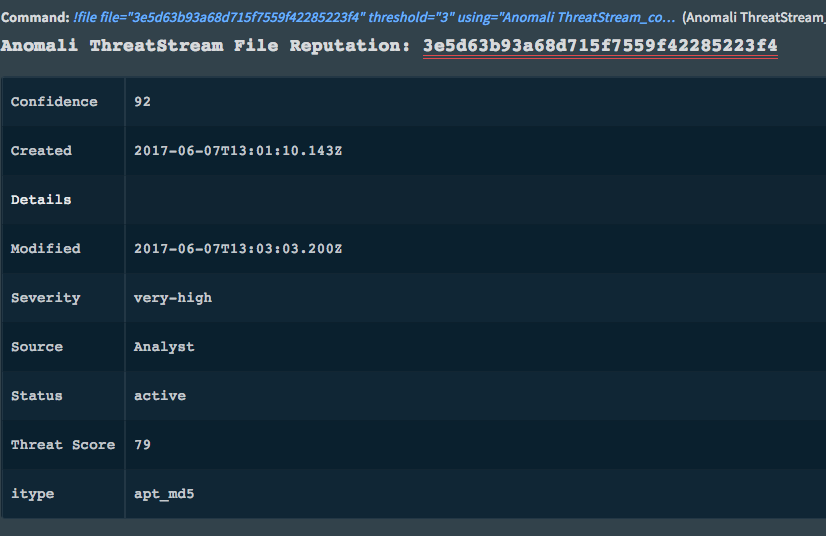 Command: !file file="3e5d63b93a68d715f7559f42285223f4" threshold="3" using="Anomali ThreatStream_co... (Anomali ThreatStream_
Anomali ThreatStream File Reputation: 3e5d63b93a68d715f7559f42285223f4
Confidence 92
Created 2017-06-07T13:01:10.143Z
Details
Modified 2017-06-07T13:03:03.200Z
Severity very-high
Source Analyst
Status active
Threat Score 79
itype apt_md5